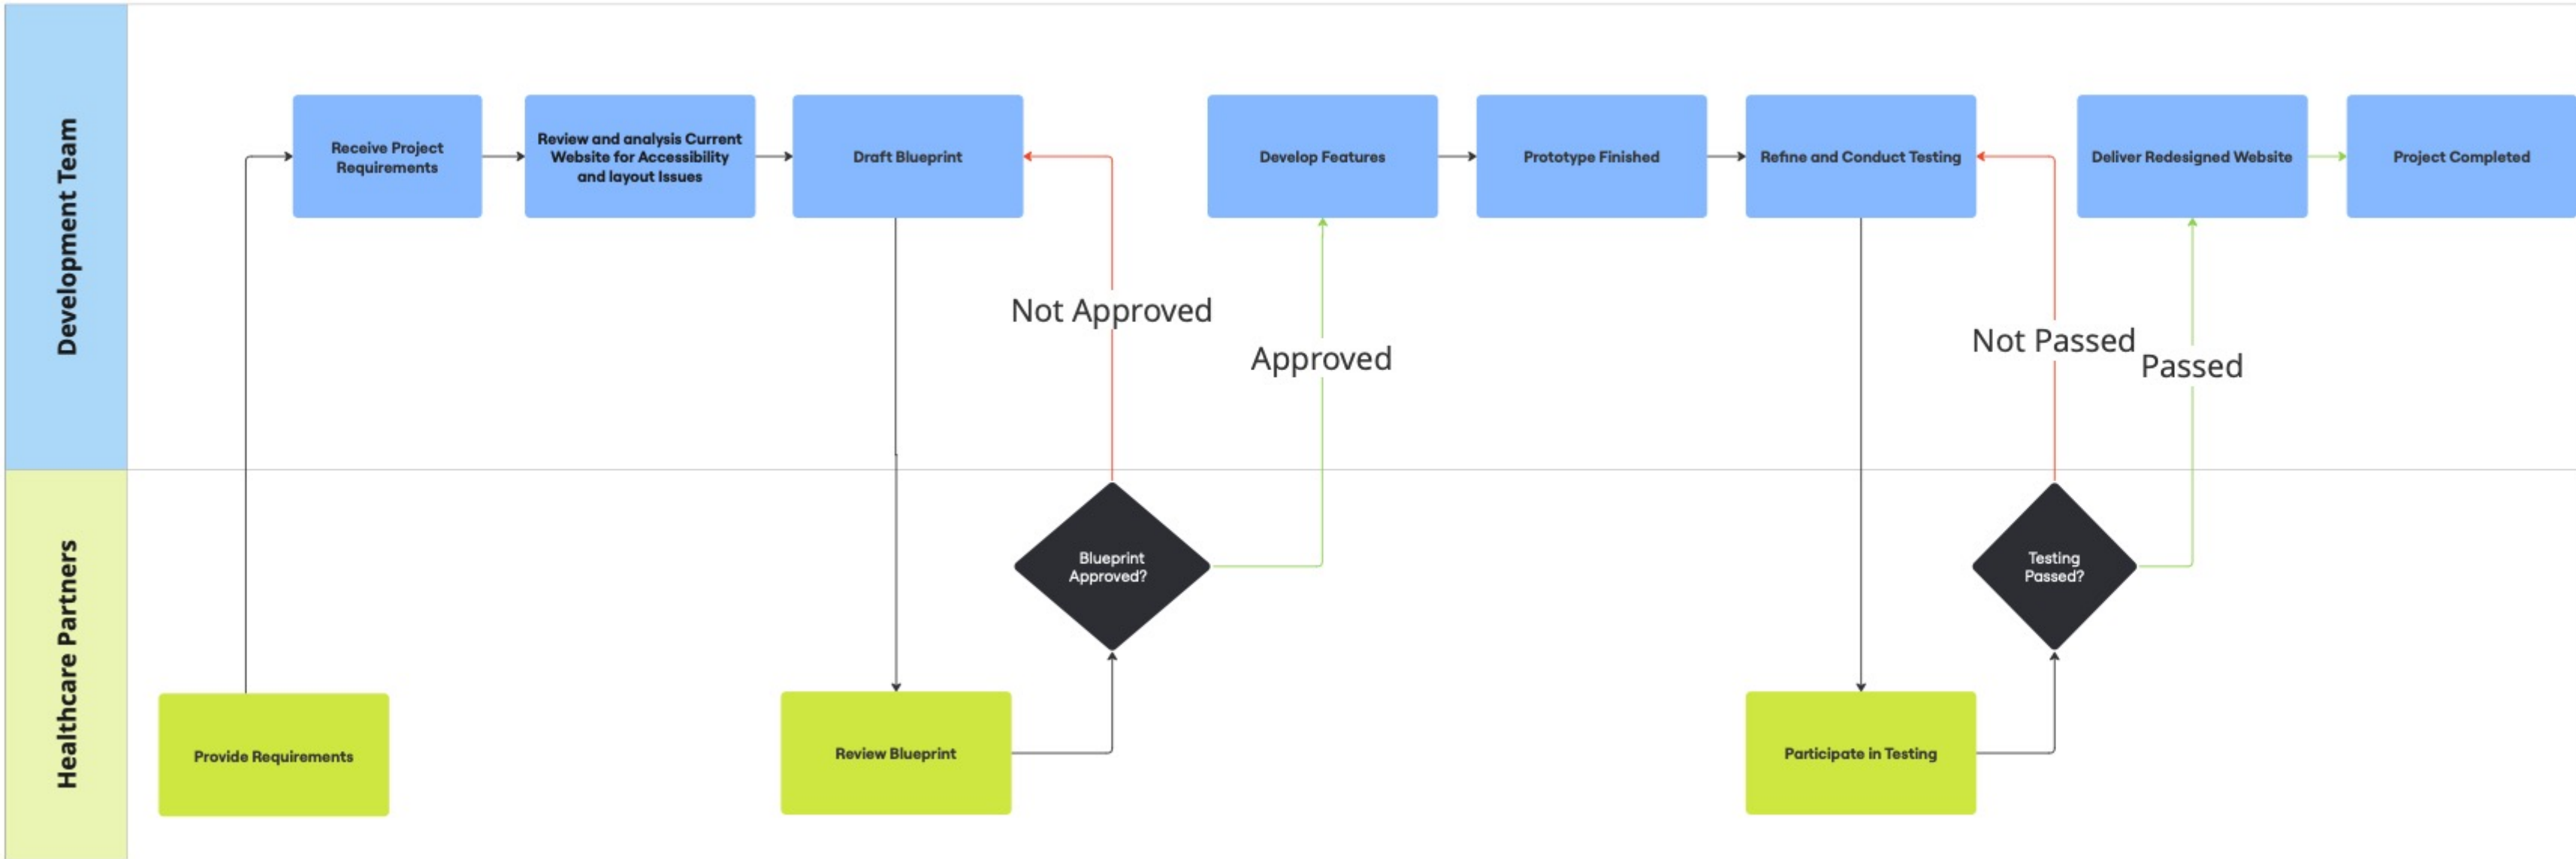 Development Team
Receive Project
Requirements
Review and analysis Current
Website for Accessibility
and layout Issues
Draft Blueprint
Develop Features
Prototype Finished
Refine and Conduct Testing
Deliver Redesigned Website
Project Completed
Not Approved
Approved
Not Passed
Passed
Healthcare Partners
Blueprint
Approved?
Testing
Passed?
Provide Requirements
Review Blueprint
Participate in Testing